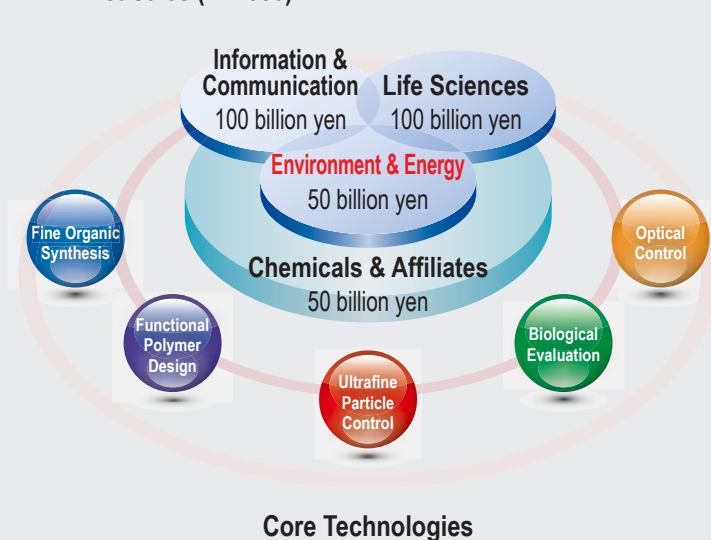 Information &
Communication
100 billion yen
Life Sciences
100 billion yen
Environment & Energy
50 billion yen
Chemicals & Affiliates
50 billion yen
Fine Organic
Synthesis
Functional
Polymer
Design
Ultrafine
Particle
Control
Biological
Evaluation
Optical
Control
Core Technologies